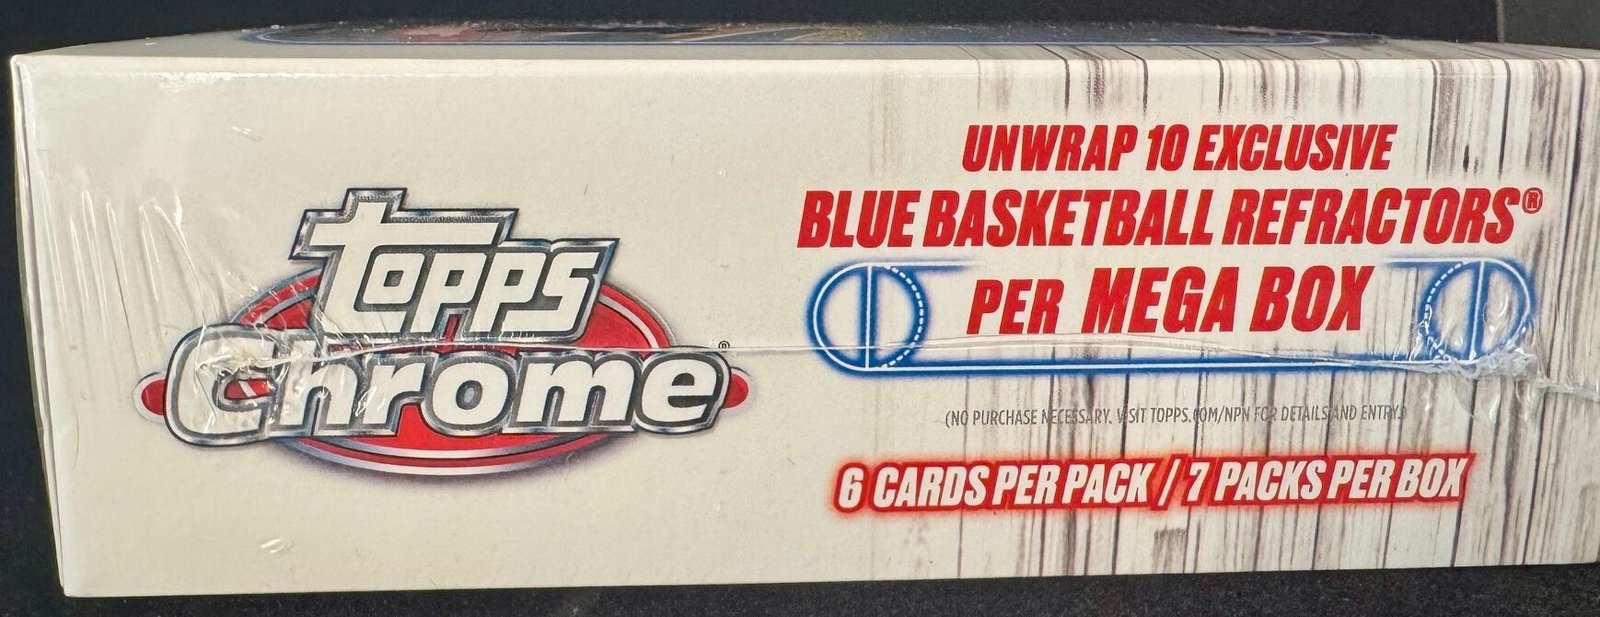 Topps
Chrome®
UNWRAP 10 EXCLUSIVE
BLUE BASKETBALL REFRACTORS®
PER MEGA BOX
(NO PURCHASE NECESSARY. VISIT TOPPS.COM/NPN FOR DETAILS AND ENTRY.)
6 CARDS PER PACK / 7 PACKS PER BOX